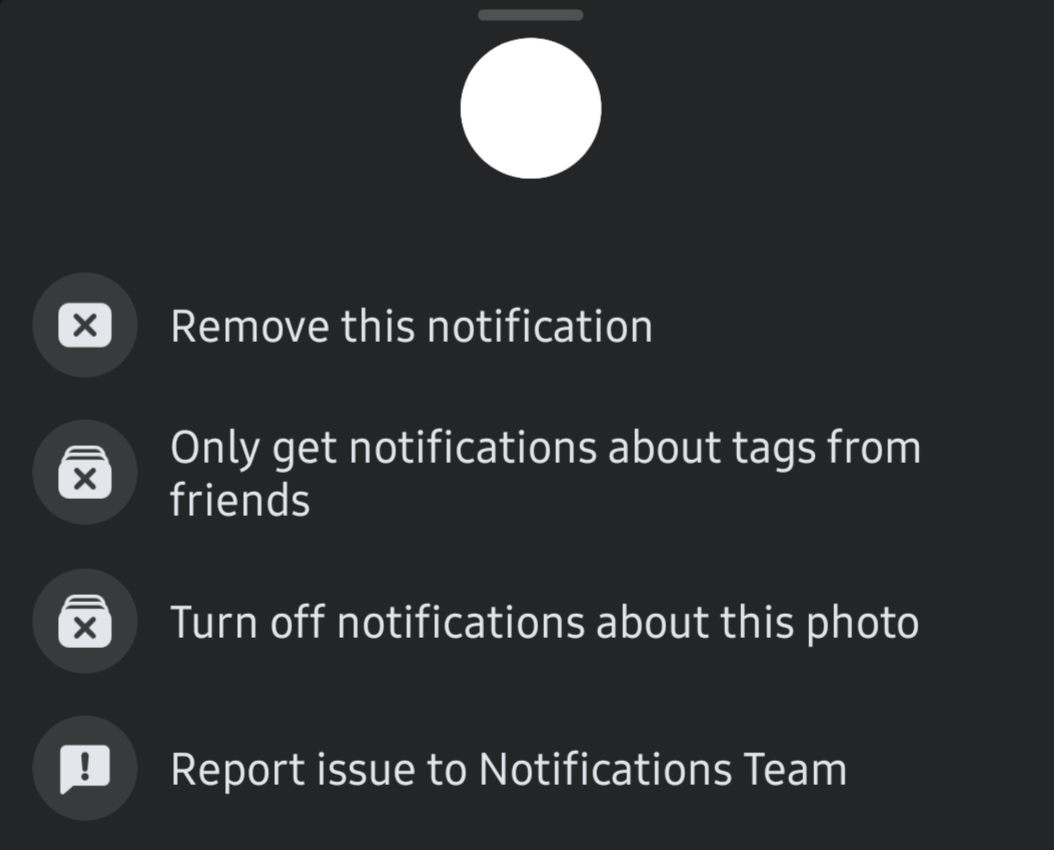 Remove this notification
Only get notifications about tags from
friends
Turn off notifications about this photo
Report issue to Notifications Team